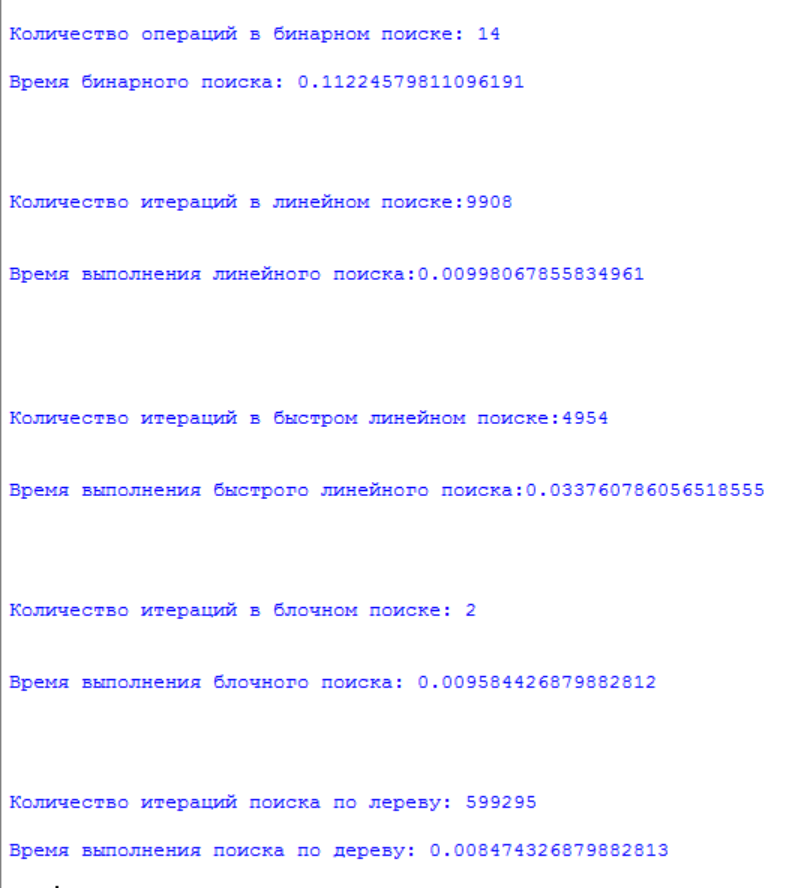 Количество операций в бинарном поиске: 14
Время бинарного поиска: 0.11224579811096191
Количество итераций в линейном поиске:9908
Время выполнения линейного поиска:0.00998067855834961
Количество итераций в быстром линейном поиске:4954
Время выполнения быстрого линейного поиска:0.033760786056518555
Количество итераций в блочном поиске: 2
Время выполнения блочного поиска: 0.009584426879882812
Количество итераций поиска по лереву: 599295
Время выполнения поиска по дереву: 0.008474326879882813